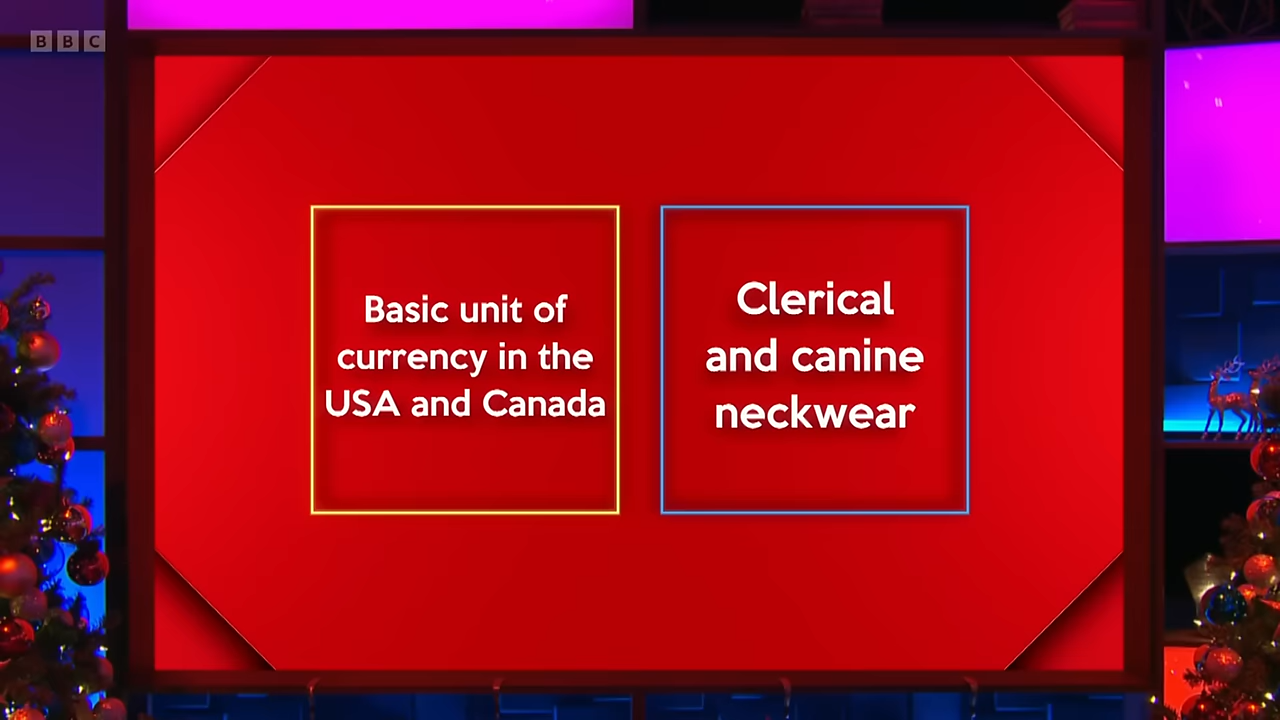 BBC
Basic unit of
currency in the
USA and Canada
Clerical
and canine
neckwear